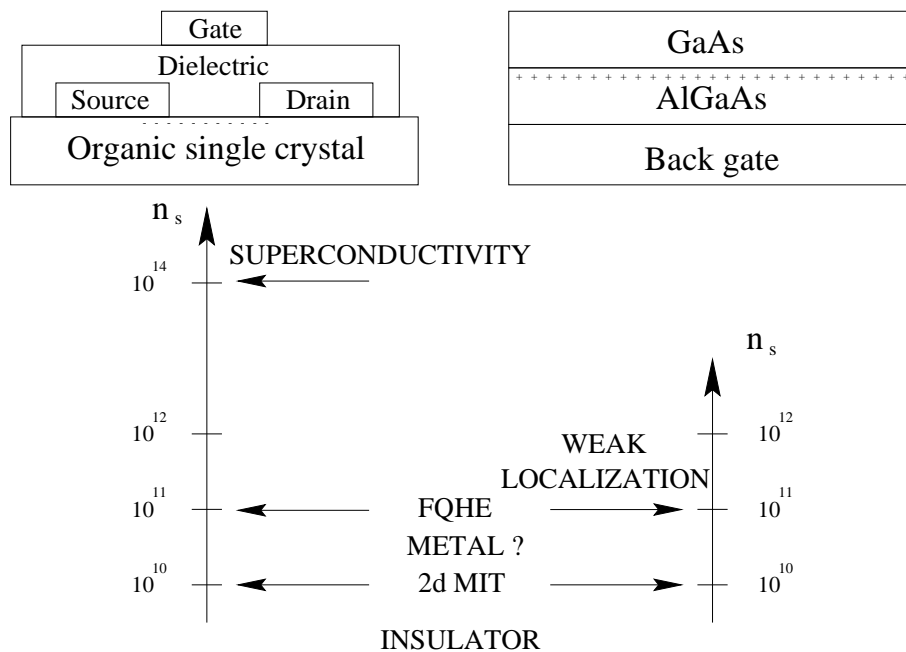 Gate
Dielectric
Source
Drain
- - - - - - - - - - -
Organic single crystal
GaAs
+ + + + + + + + + + + + + + + + + + + + + + + + + + +
AlGaAs
Back gate
n s
SUPERCONDUCTIVITY
10^14
10^12
10^11
10^10
FQHE
METAL ?
2d MIT
INSULATOR
WEAK
LOCALIZATION
n s
10^12
10^11
10^10